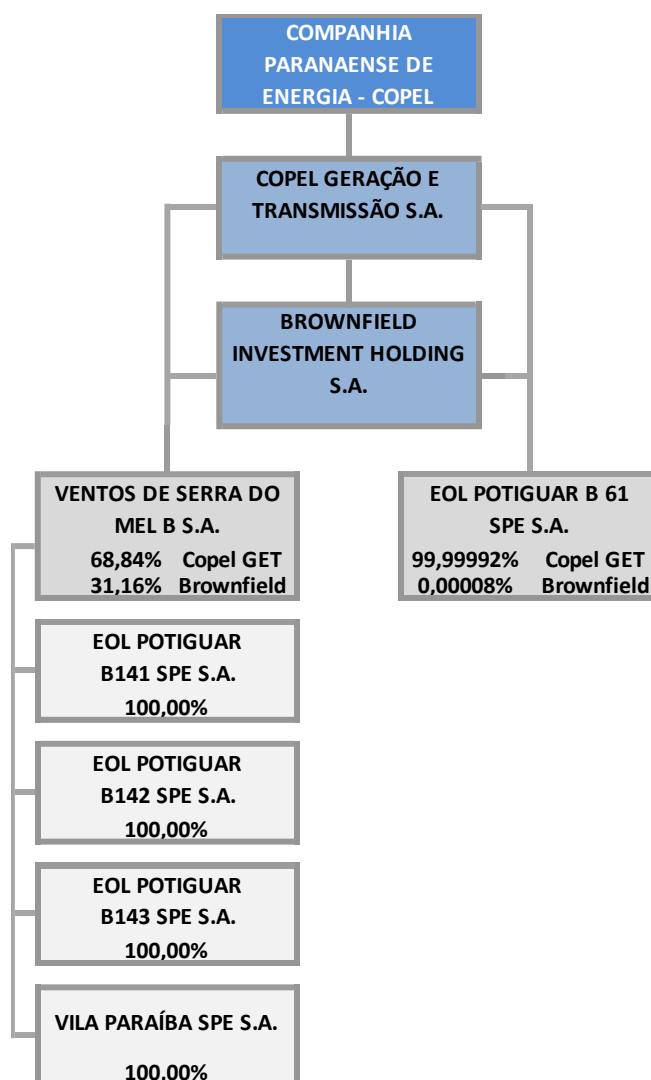 COMPANHIA
PARANAENSE DE
ENERGIA - COPEL
COPEL GERAÇÃO E
TRANSMISSÃO S.A.
BROWNFIELD
INVESTMENT HOLDING
S.A.
VENTOS DE SERRA DO
MEL B S.A.
68,84% Copel GET
31,16% Brownfield
EOL POTIGUAR B 61
SPE S.A.
99,99992% Copel GET
0,00008% Brownfield
EOL POTIGUAR
B141 SPE S.A.
100,00%
EOL POTIGUAR
B142 SPE S.A.
100,00%
EOL POTIGUAR
B143 SPE S.A.
100,00%
VILA PARAÍBA SPE S.A.
100,00%